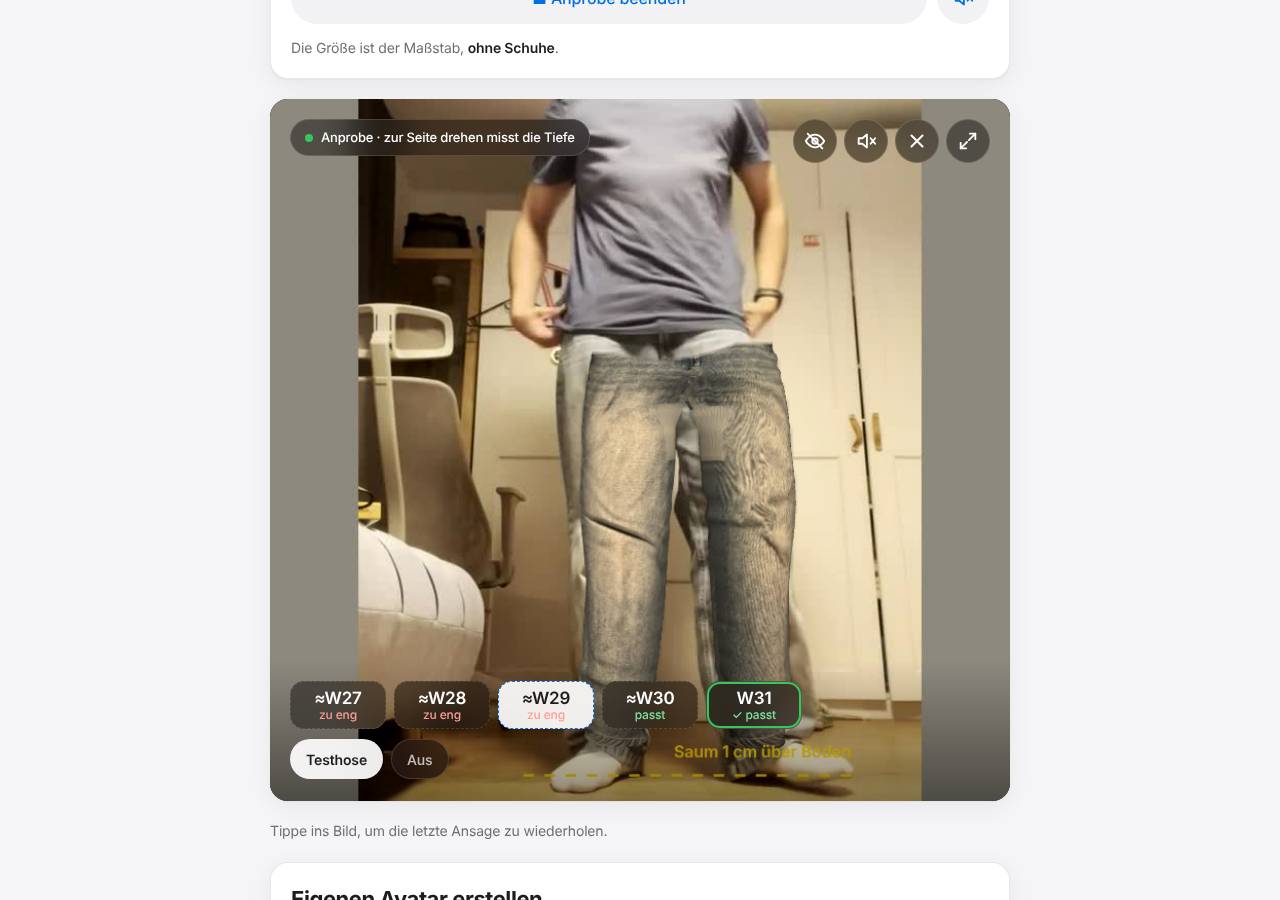 Anprobe beenden
Die Größe ist der Maßstab, ohne Schuhe.
Anprobe · zur Seite drehen misst die Tiefe
≈W27 ≈W28 ≈W29 ≈W30 W31
zu eng zu eng zu eng passt ✓ passt
Saum 1 cm über Boden
Testhose Aus
Tippe ins Bild, um die letzte Ansage zu wiederholen.
Eigenen Avatar erstellen